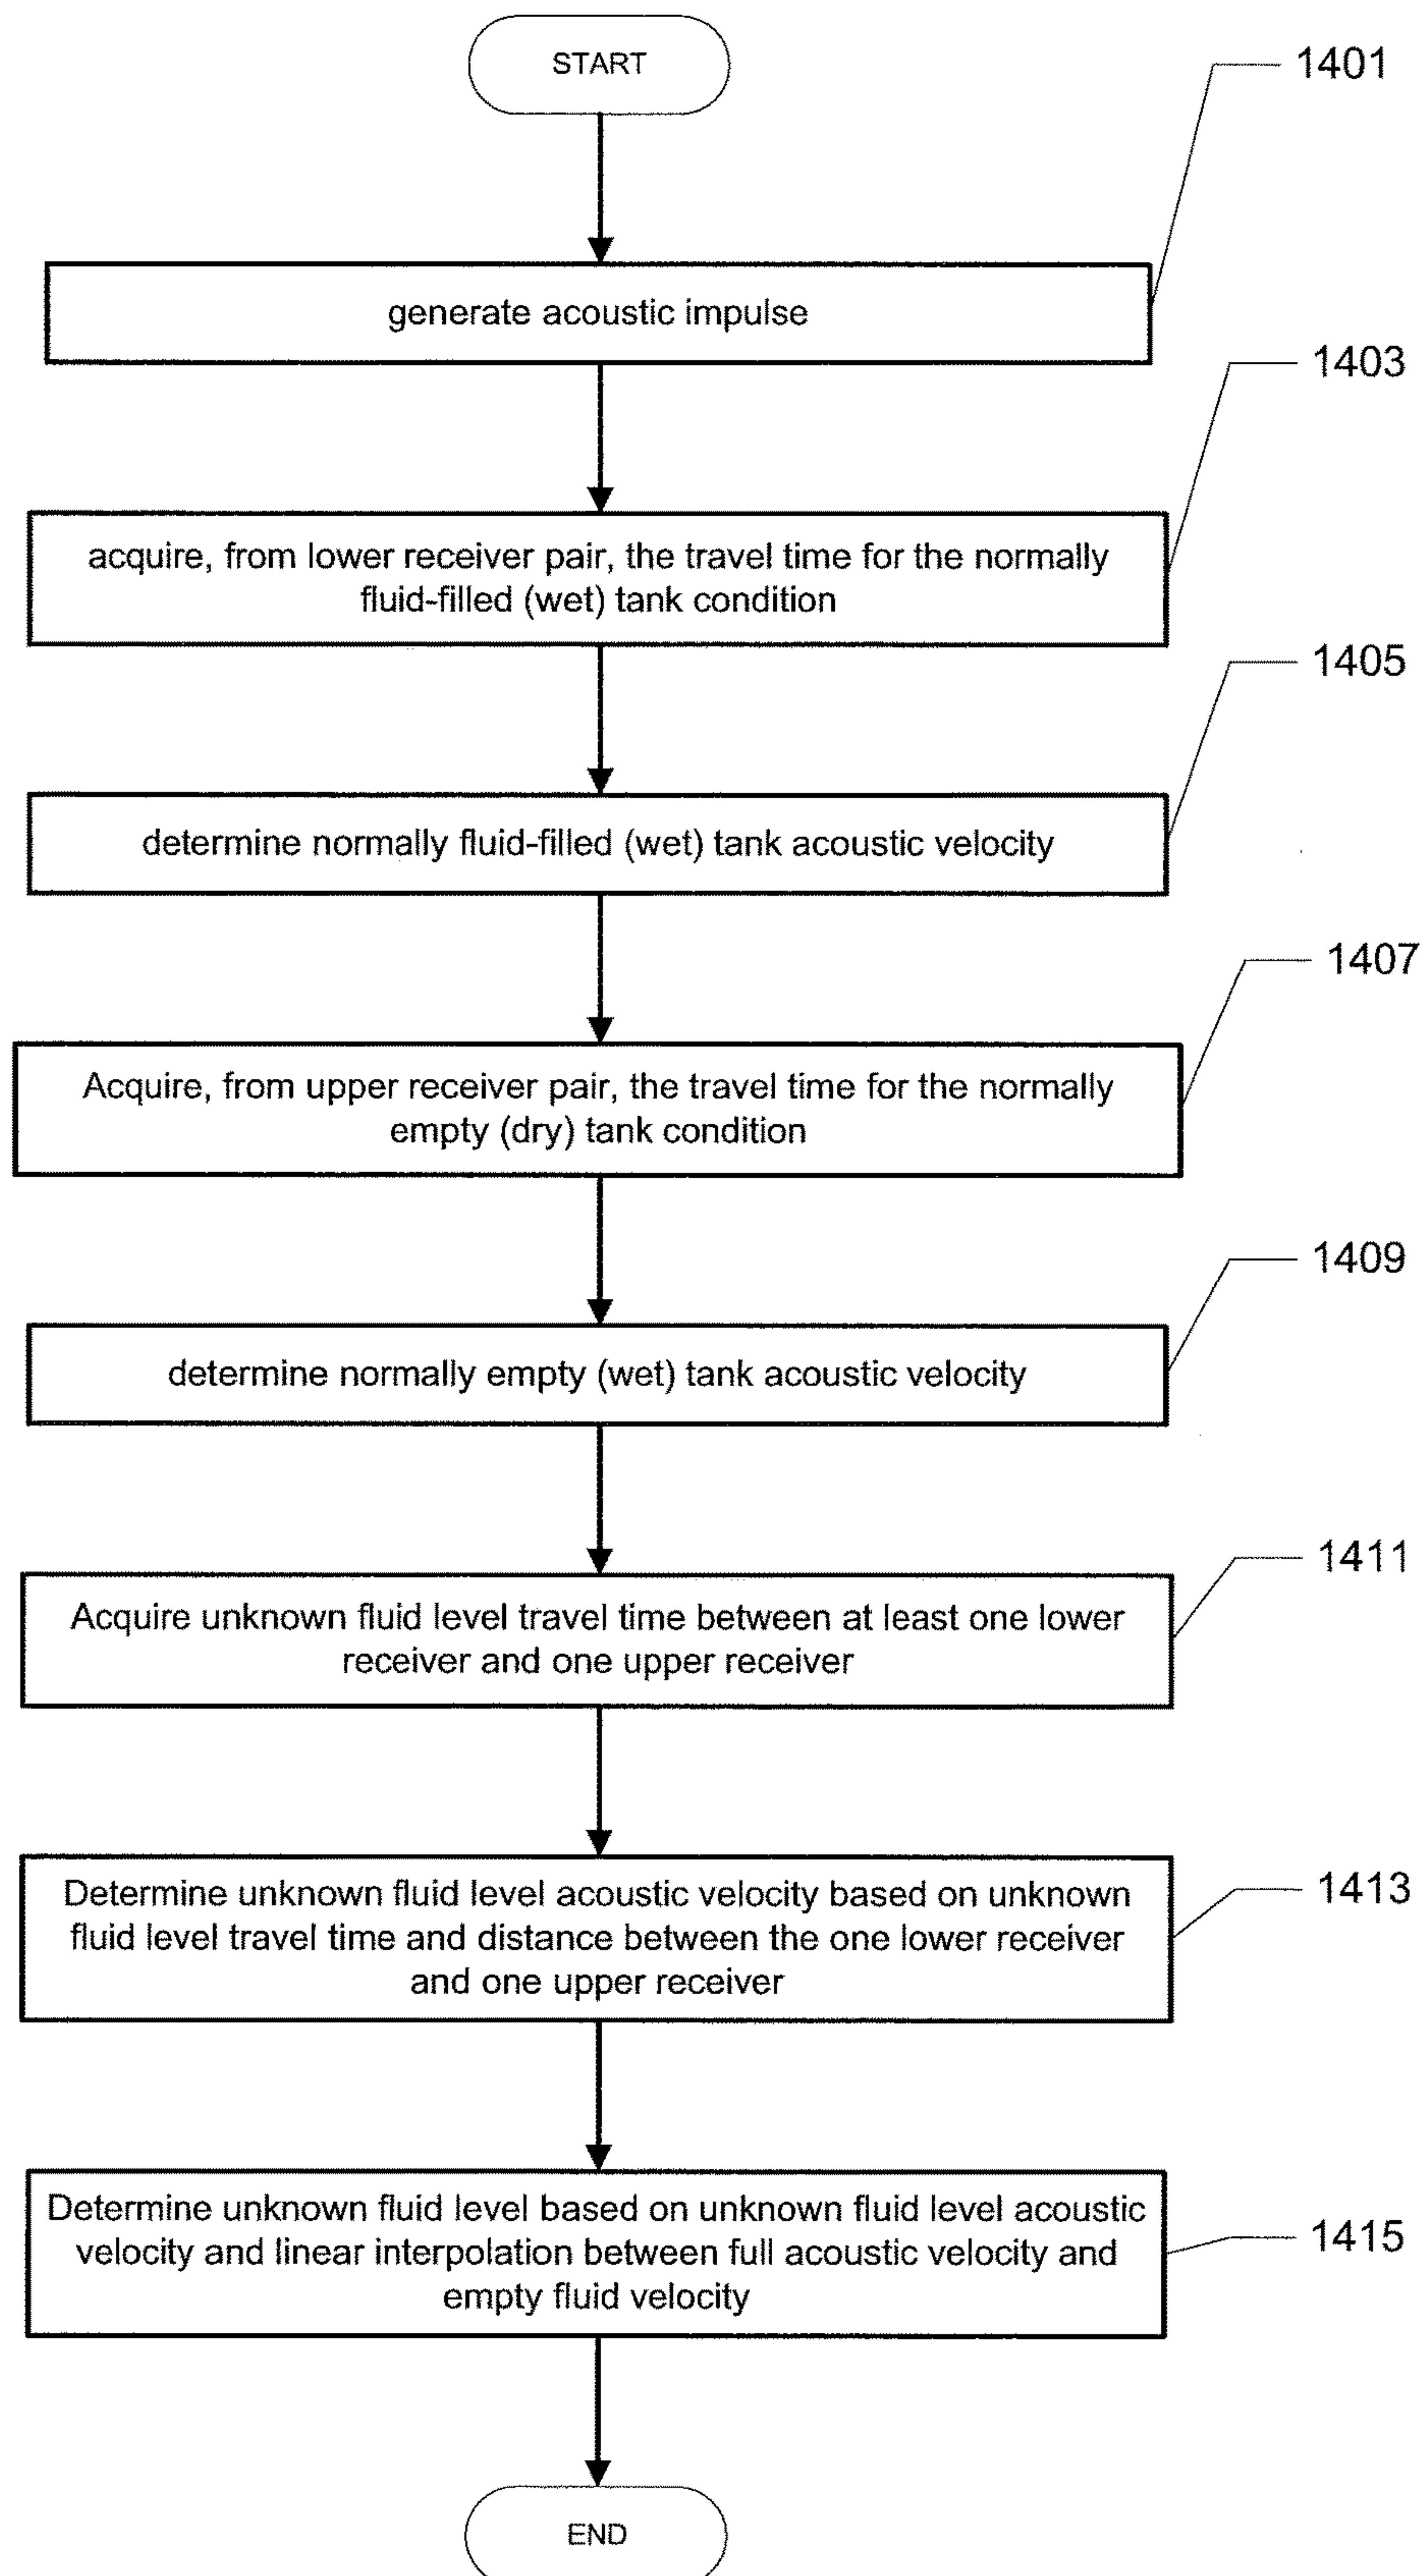 START
1401
generate acoustic impulse
1403
acquire, from lower receiver pair, the travel time for the normally
fluid-filled (wet) tank condition
1405
determine normally fluid-filled (wet) tank acoustic velocity
1407
Acquire, from upper receiver pair, the travel time for the normally
empty (dry) tank condition
1409
determine normally empty (wet) tank acoustic velocity
1411
Acquire unknown fluid level travel time between at least one lower
receiver and one upper receiver
1413
Determine unknown fluid level acoustic velocity based on unknown
fluid level travel time and distance between the one lower receiver
and one upper receiver
1415
Determine unknown fluid level based on unknown fluid level acoustic
velocity and linear interpolation between full acoustic velocity and
empty fluid velocity
END